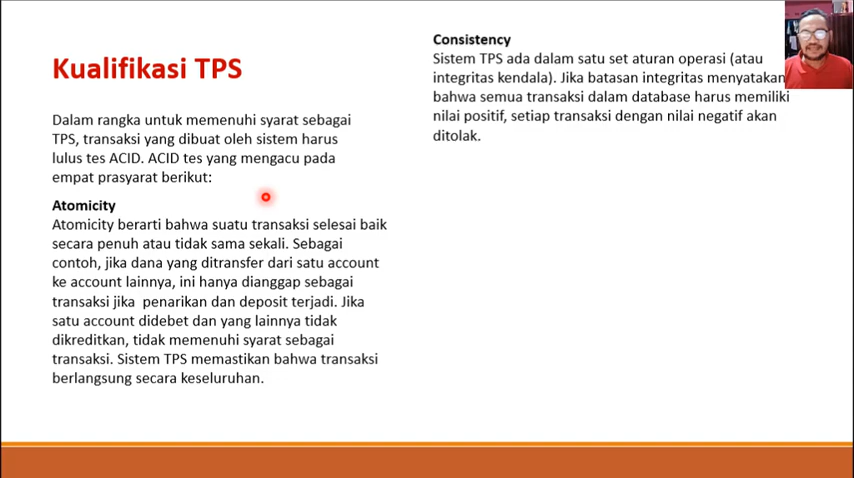 Kualifikasi TPS
Dalam rangka untuk memenuhi syarat sebagai
TPS, transaksi yang dibuat oleh sistem harus
lulus tes ACID. ACID tes yang mengacu pada
empat prasyarat berikut:
Atomicity
Atomicity berarti bahwa suatu transaksi selesai baik
secara penuh atau tidak sama sekali. Sebagai
contoh, jika dana yang ditransfer dari satu account
ke account lainnya, ini hanya dianggap sebagai
transaksi jika penarikan dan deposit terjadi. Jika
satu account didebet dan yang lainnya tidak
dikreditkan, tidak memenuhi syarat sebagai
transaksi. Sistem TPS memastikan bahwa transaksi
berlangsung secara keseluruhan.
Consistency
Sistem TPS ada dalam satu set aturan operasi (atau
integritas kendala). Jika batasan integritas menyatakan
bahwa semua transaksi dalam database harus memiliki
nilai positif, setiap transaksi dengan nilai negatif akan
ditolak.